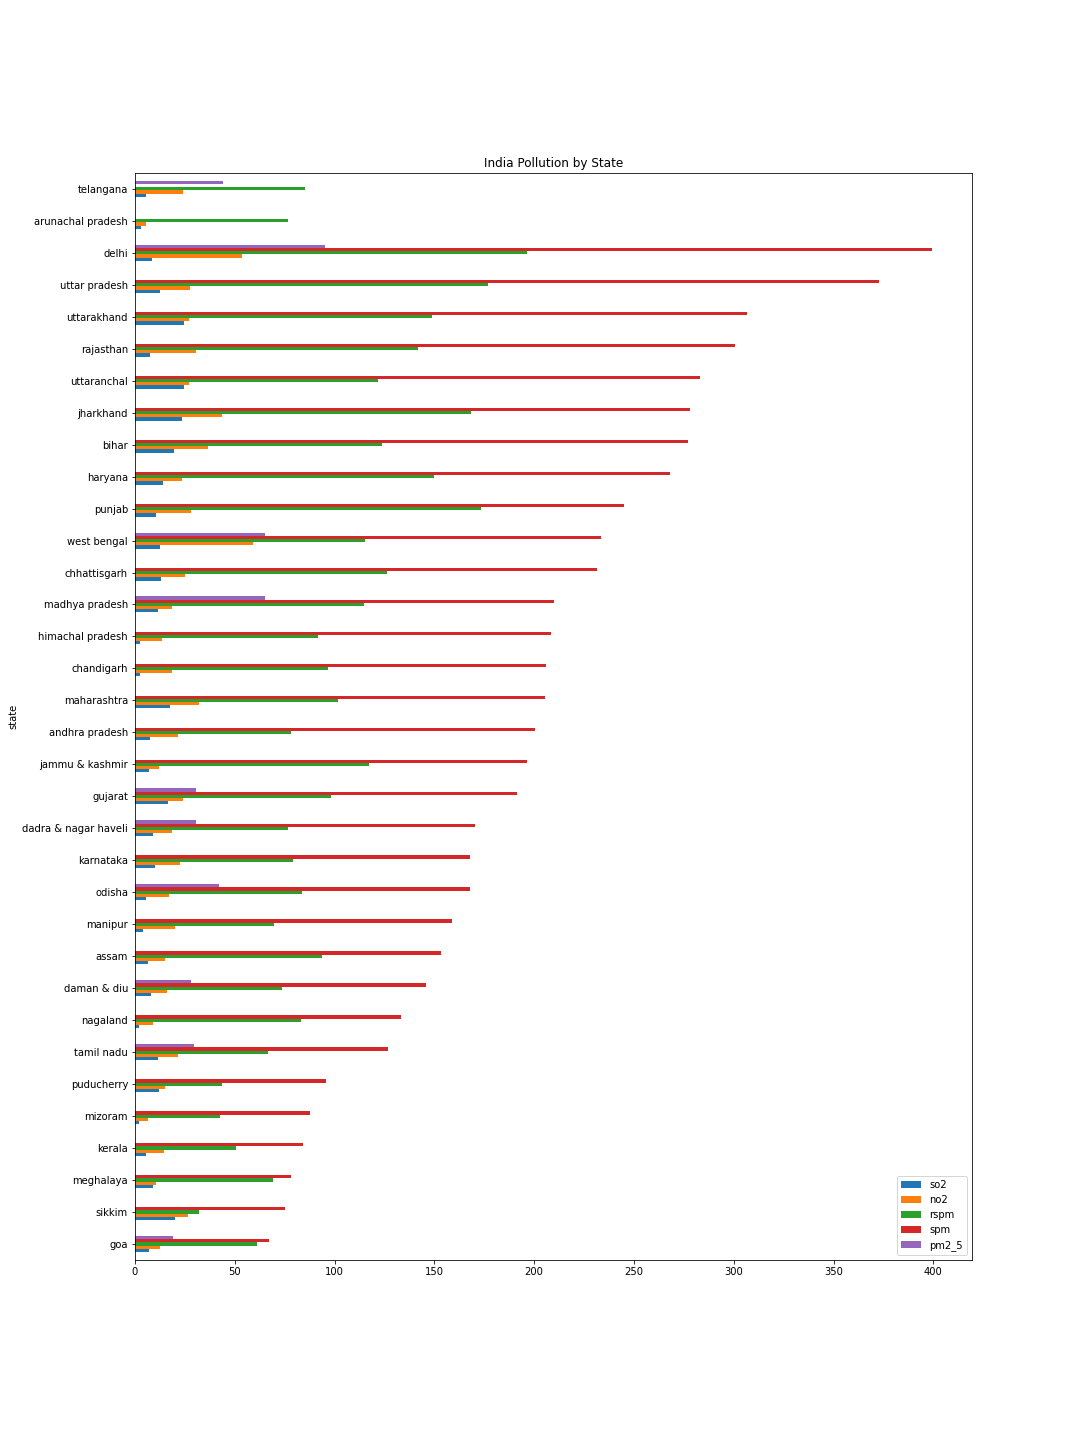 India Pollution by State
telangana
arunachal pradesh
delhi
uttar pradesh
uttarakhand
rajasthan
uttaranchal
jharkhand
bihar
haryana
punjab
west bengal
chhattisgarh
madhya pradesh
himachal pradesh
chandigarh
maharashtra
andhra pradesh
jammu & kashmir
gujarat
dadra & nagar haveli
karnataka
odisha
manipur
assam
daman & diu
nagaland
tamil nadu
puducherry
mizoram
kerala
meghalaya
sikkim
goa
state
so2
no2
rspm
spm
pm2_5
0 50 100 150 200 250 300 350 400